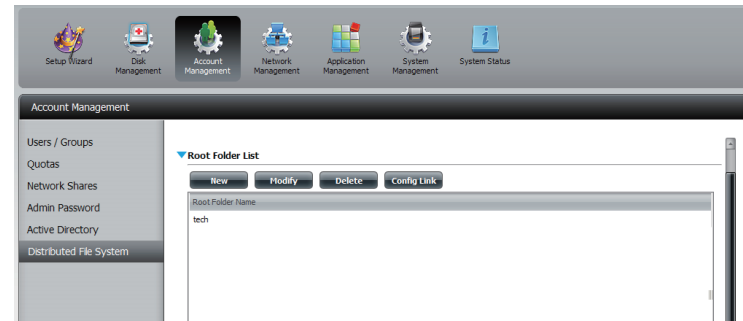 Setup Wizard
Disk Management
Account Management
Network Management
Application Management
System Management
System Status
Account Management
Users / Groups
Quotas
Network Shares
Admin Password
Active Directory
Distributed File System
Root Folder List
New Modify Delete Config Link
Root Folder Name
tech